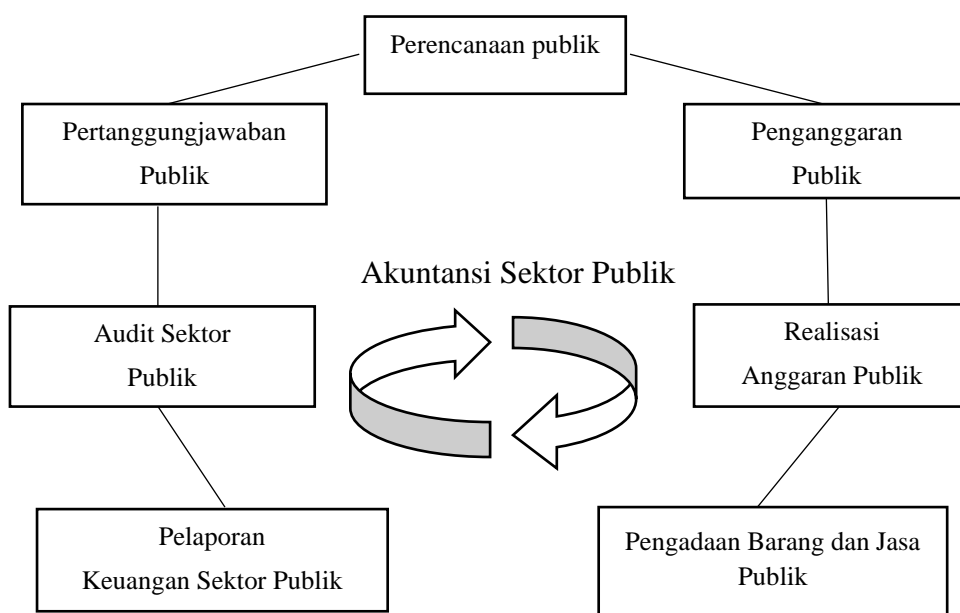 Perencanaan publik
Pertanggungjawaban
Publik
Penganggaran
Publik
Akuntansi Sektor Publik
Audit Sektor
Publik
Realisasi
Anggaran Publik
Pelaporan
Keuangan Sektor Publik
Pengadaan Barang dan Jasa
Publik